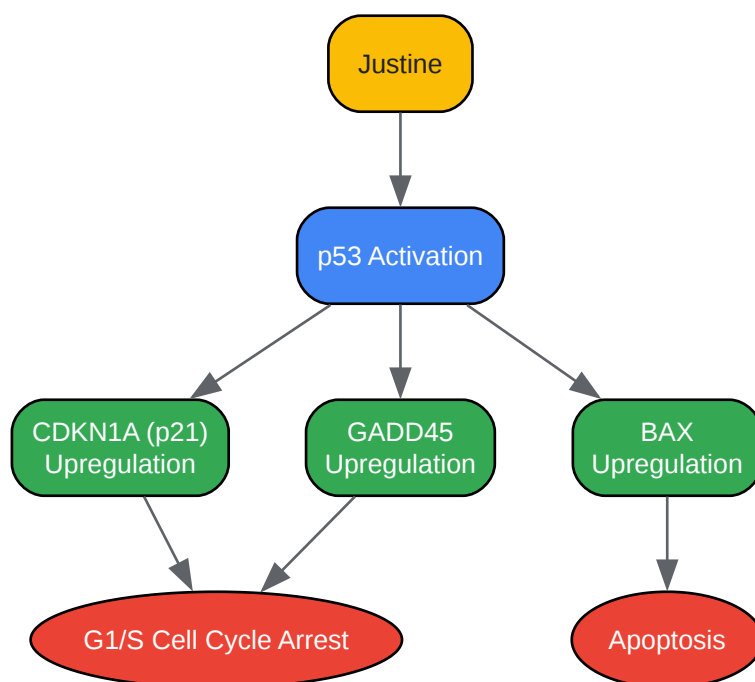 Justine
p53 Activation
CDKN1A (p21)
Upregulation
GADD45
Upregulation
BAX
Upregulation
G1/S Cell Cycle Arrest
Apoptosis